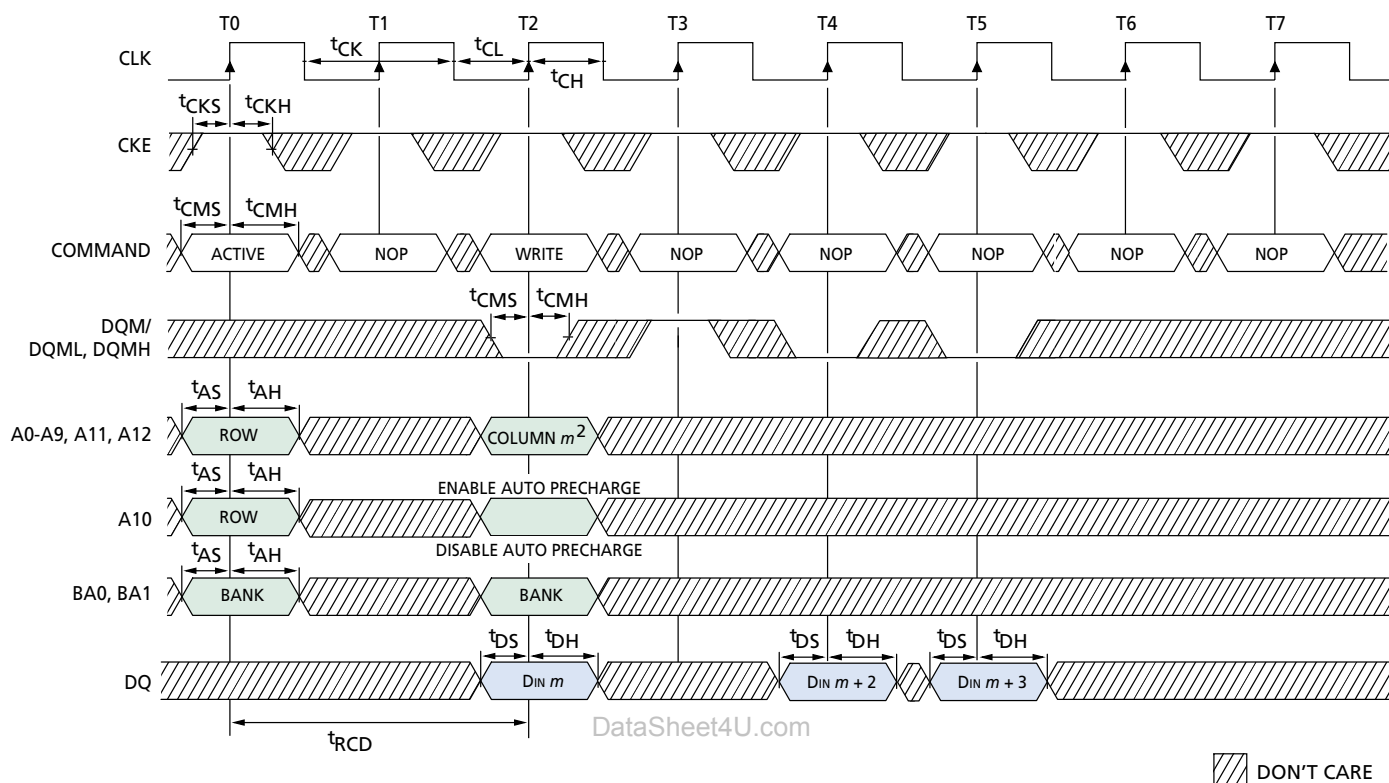 T0 T1 T2 T3 T4 T5 T6 T7
CLK
tCK tCL
tCH
tCKS tCKH
CKE
tCMS tCMH
COMMAND ACTIVE NOP WRITE NOP NOP NOP NOP NOP
tCMS tCMH
DQM/
DQML, DQMH
tAS tAH
A0-A9, A11, A12 ROW COLUMN m2
tAS tAH
ENABLE AUTO PRECHARGE
A10 ROW
DISABLE AUTO PRECHARGE
tAS tAH
BA0, BA1 BANK BANK
tDS tDH tDS tDH tDS tDH
DQ DIN m DIN m + 2 DIN m + 3
tRCD
DataSheet4U.com
DON'T CARE